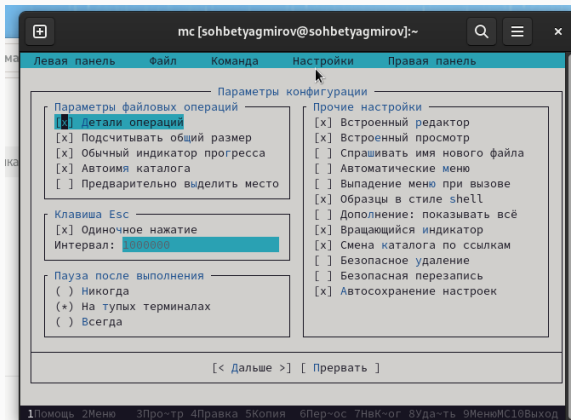 mc [sohbetyagmirov]:~
Левая панель Файл Команда Настройки Правая панель
Параметры конфигурации
Параметры файловых операций
[x] Детали операций
[x] Подсчитывать общий размер
[x] Обычный индикатор прогресса
[x] Автоимя каталога
[ ] Предварительно выделить место
Клавиша Esc
[x] Одиночное нажатие
Интервал: 1000000
Пауза после выполнения
( ) Никогда
(*) На тупых терминалах
( ) Всегда
Прочие настройки
[x] Встроенный редактор
[x] Встроенный просмотр
[ ] Спрашивать имя нового файла
[ ] Автоматические меню
[ ] Выпадение меню при вызове
[x] Образцы в стиле shell
[ ] Дополнение: показывать всё
[x] Вращающийся индикатор
[x] Смена каталога по ссылкам
[ ] Безопасное удаление
[ ] Безопасная перезапись
[x] Автосохранение настроек
[< Дальше >] [ Прервать ]
1Помощь 2Меню 3Про~тр 4Правка 5Копия 6Пер~ос 7НвК~ог 8Уда~ть 9МенюMC 10Выход